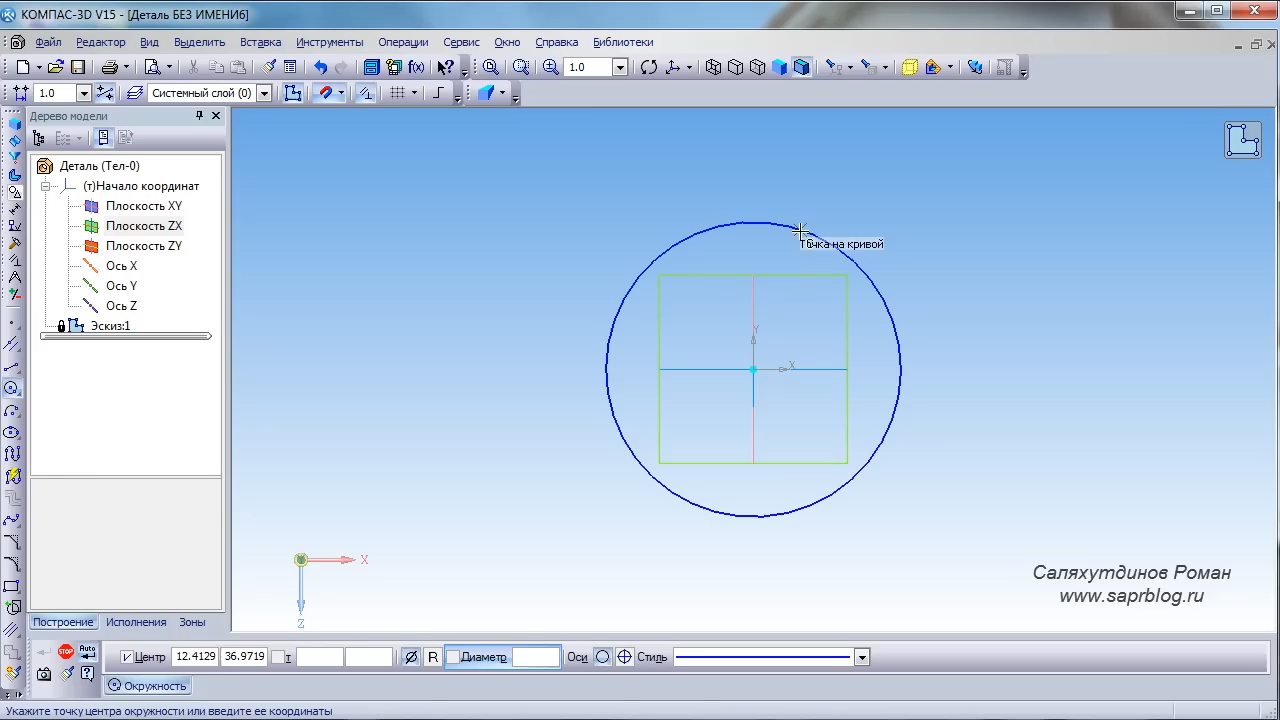 КОМПАС-3D V15 - [Деталь БЕЗ ИМЕНИ6]
Файл Редактор Вид Выделить Вставка Инструменты Операции Сервис Окно Справка Библиотеки
f(x) 1.0
1.0 Системный слой (0)
Дерево модели
Деталь (Тел-0)
(т)Начало координат
Плоскость XY
Плоскость ZX
Плоскость ZY
Ось X
Ось Y
Ось Z
Эскиз:1
Точка на кривой
Y
X
X
Z
Саляхутдинов Роман
www.saprblog.ru
Построение Исполнения Зоны
STOP Auto Центр 12.4129 36.9719 т R Диаметр Оси Стиль
Окружность
Укажите точку центра окружности или введите ее координаты